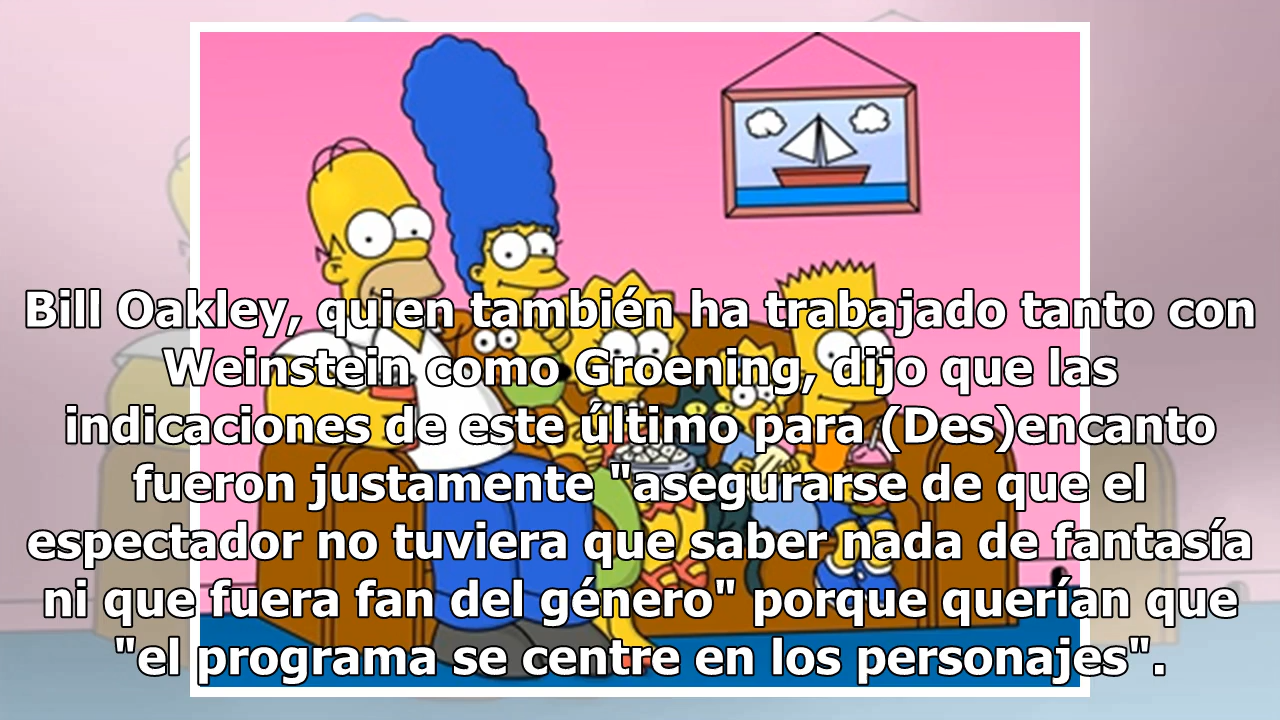 Bill Oakley, quien también ha trabajado tanto con
Weinstein como Groening, dijo que las
indicaciones de este último para (Des)encanto
fueron justamente "asegurarse de que el
espectador no tuviera que saber nada de fantasía
ni que fuera fan del género" porque querían que
"el programa se centre en los personajes".